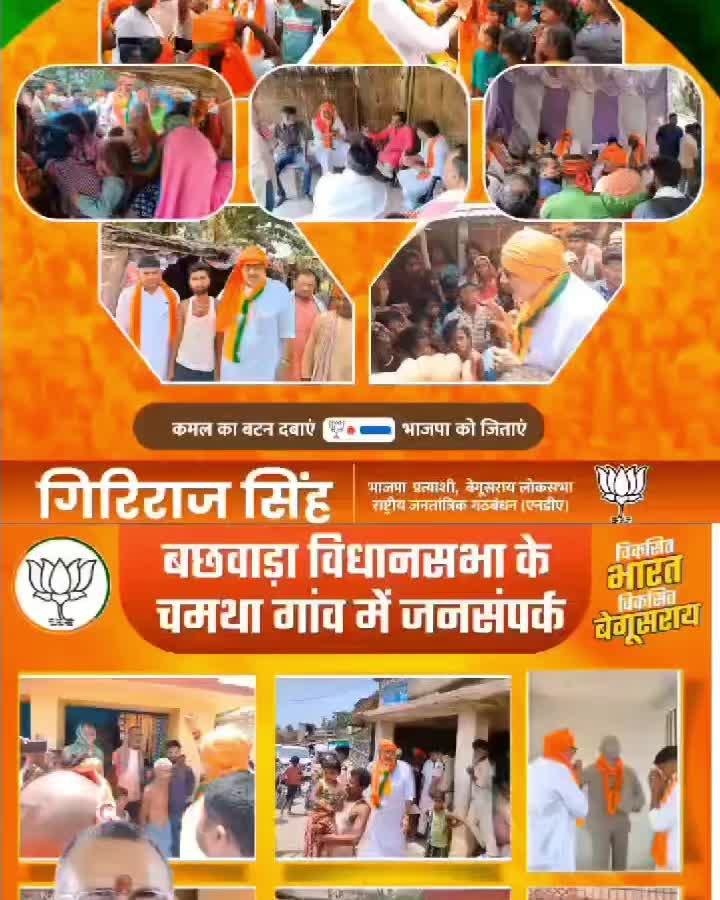 कमल का बटन दबाएं भाजपा को जिताएं
गिरिराज सिंह
भाजपा प्रत्याशी, बेगूसराय लोकसभा
राष्ट्रीय जनतांत्रिक गठबंधन (एनडीए)
बछवाड़ा विधानसभा के
चमथा गांव में जनसंपर्क
विकसित
भारत
विकसित
बेगूसराय